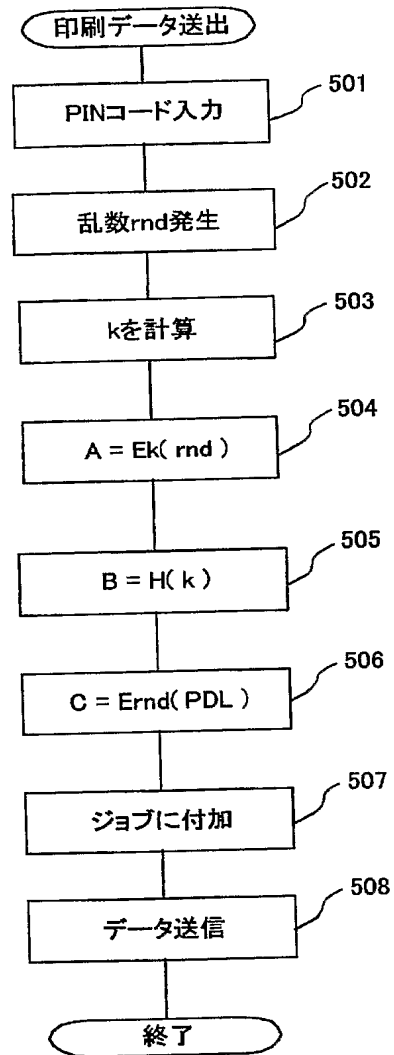 印刷データ送出
501
PINコード入力
502
乱数rnd発生
503
kを計算
504
A = Ek( rnd )
505
B = H( k )
506
C = Ernd( PDL )
507
ジョブに付加
508
データ送信
終了